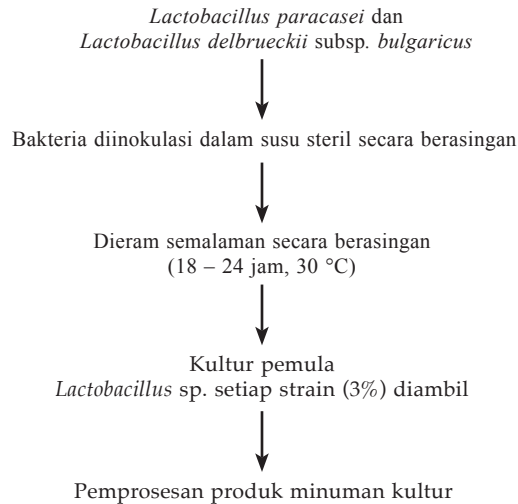 Lactobacillus paracasei dan
Lactobacillus delbrueckii subsp. bulgaricus
Bakteria diinokulasi dalam susu steril secara berasingan
Dieram semalaman secara berasingan
(18 – 24 jam, 30 °C)
Kultur pemula
Lactobacillus sp. setiap strain (3%) diambil
Pemprosesan produk minuman kultur